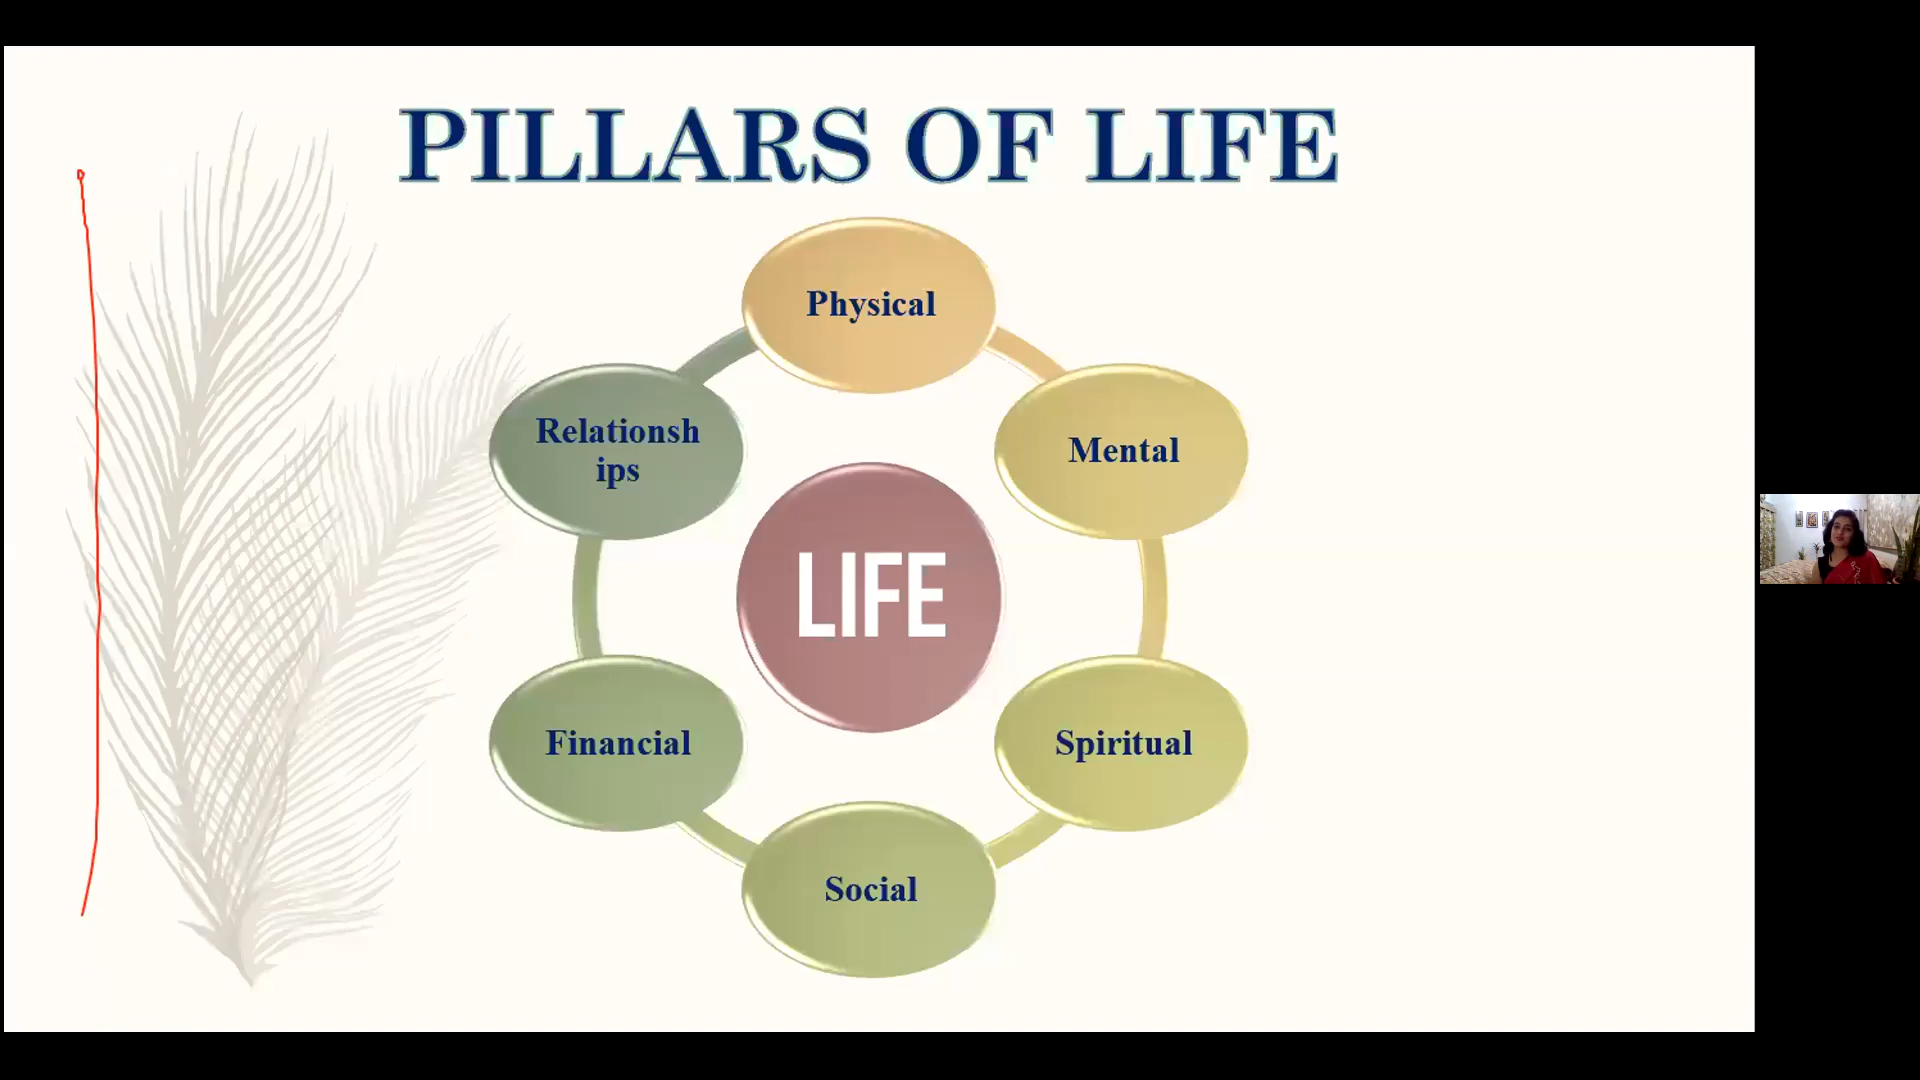 PILLARS OF LIFE
Physical
Mental
Spiritual
Social
Financial
Relationsh
ips
LIFE